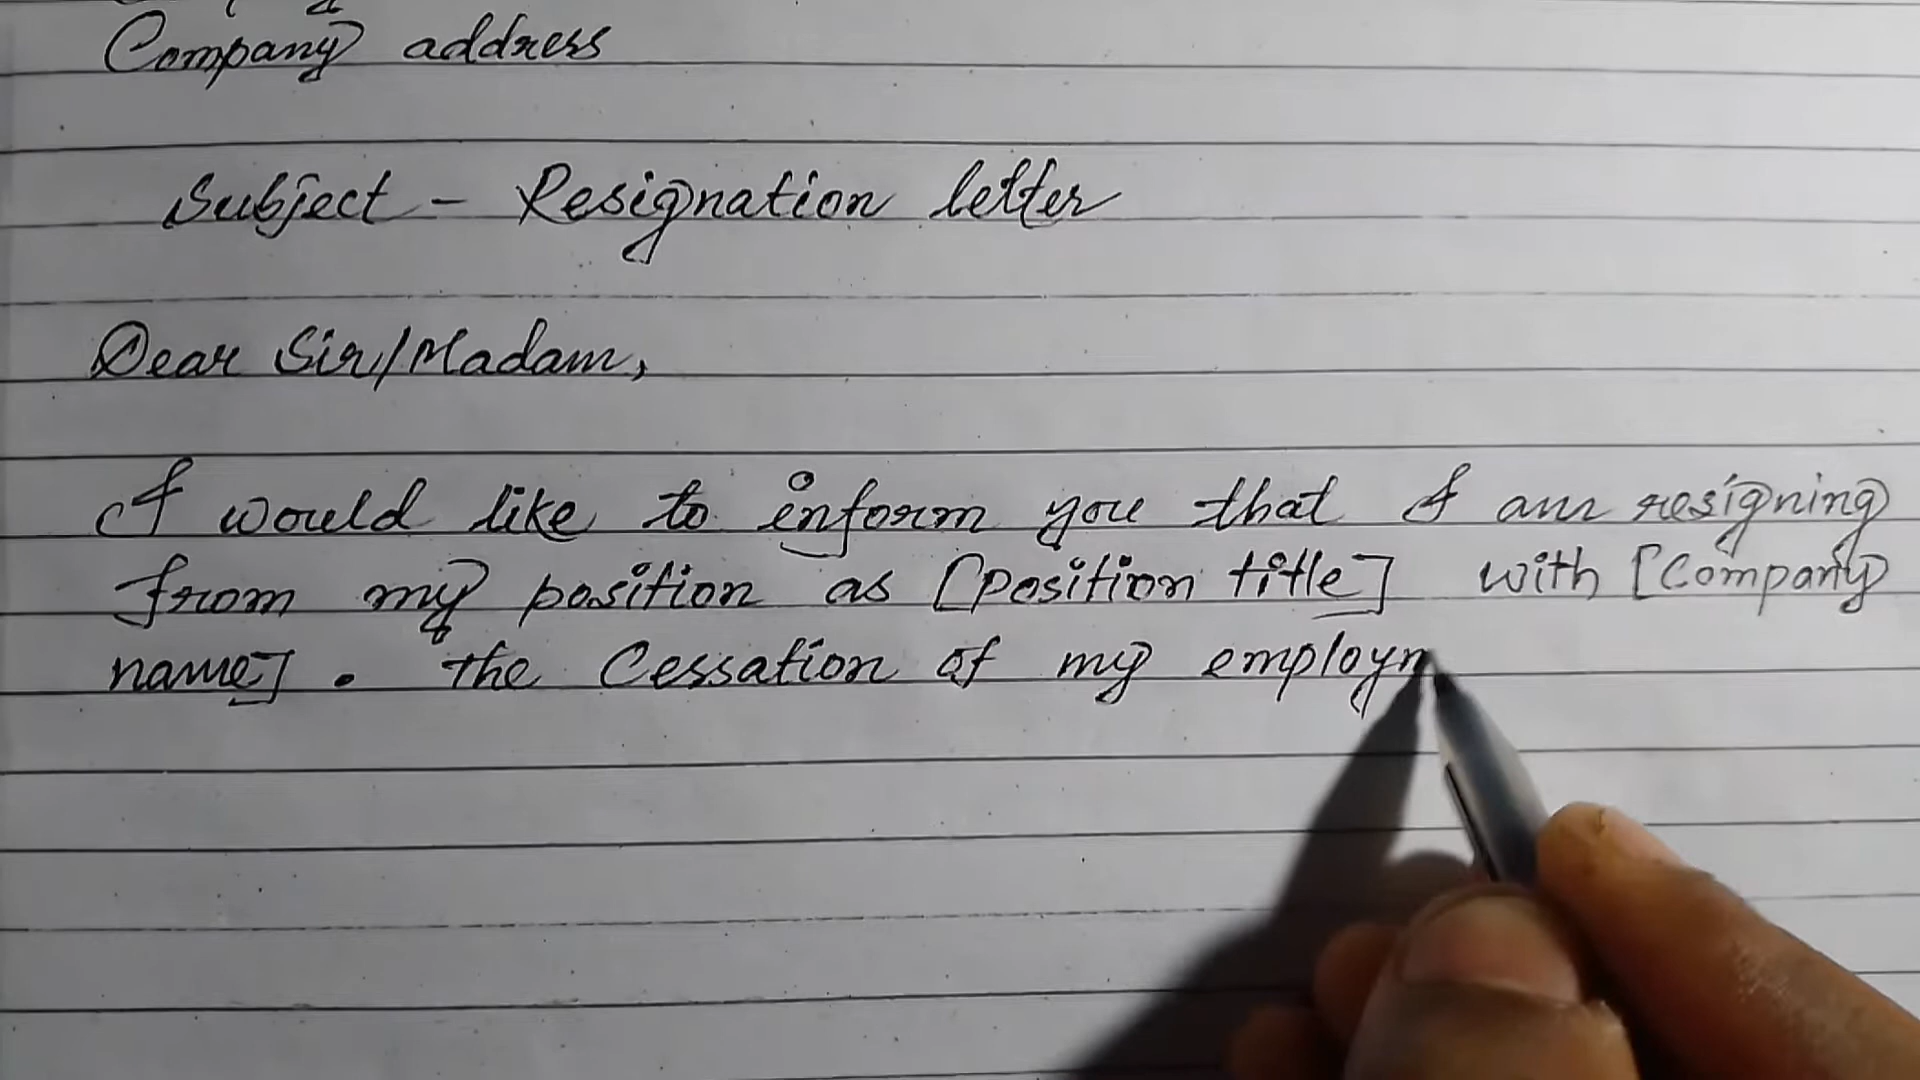 Company address
Subject - Resignation letter
Dear Sir/Madam,
I would like to inform you that I am resigning
from my position as [Position title] with [Company
name]. the Cessation of my employm